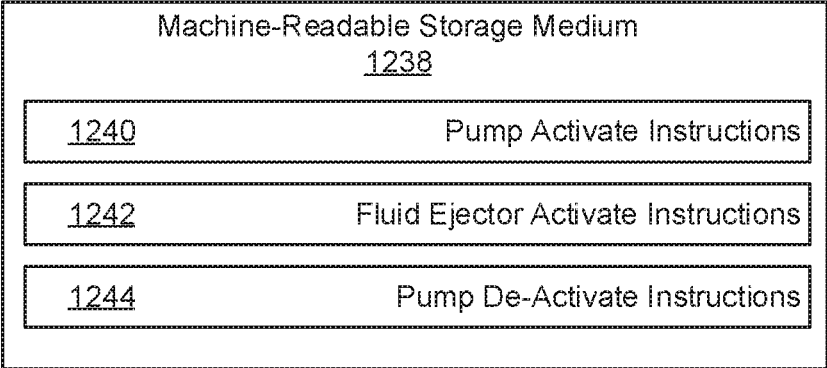 Machine-Readable Storage Medium
1238
1240 Pump Activate Instructions
1242 Fluid Ejector Activate Instructions
1244 Pump De-Activate Instructions